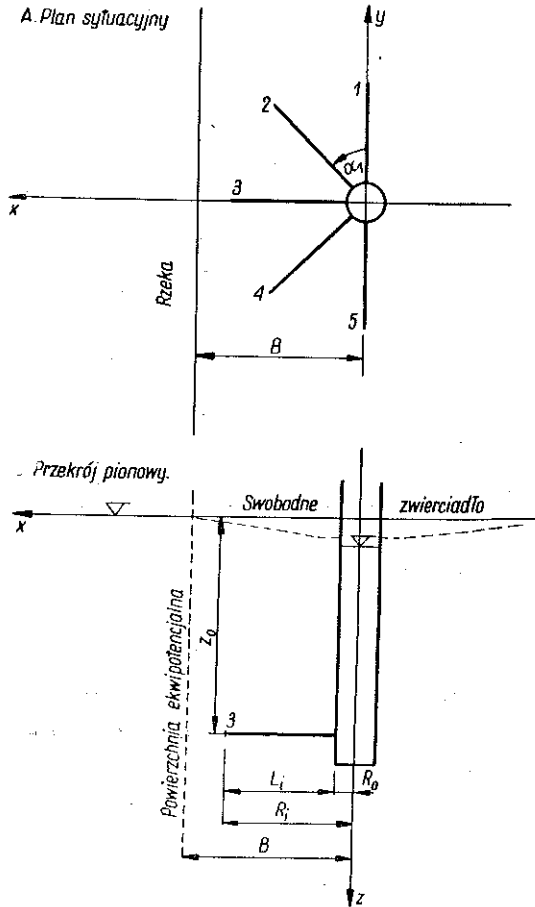 A. Plan sytuacyjny
y
1
2
α1
3
x
4
Rzeka
5
B
Przekrój pionowy.
x
Swobodne zwierciadło
Powierzchnia ekwipotencjalna
z0
3
Li
R0
Ri
B
z